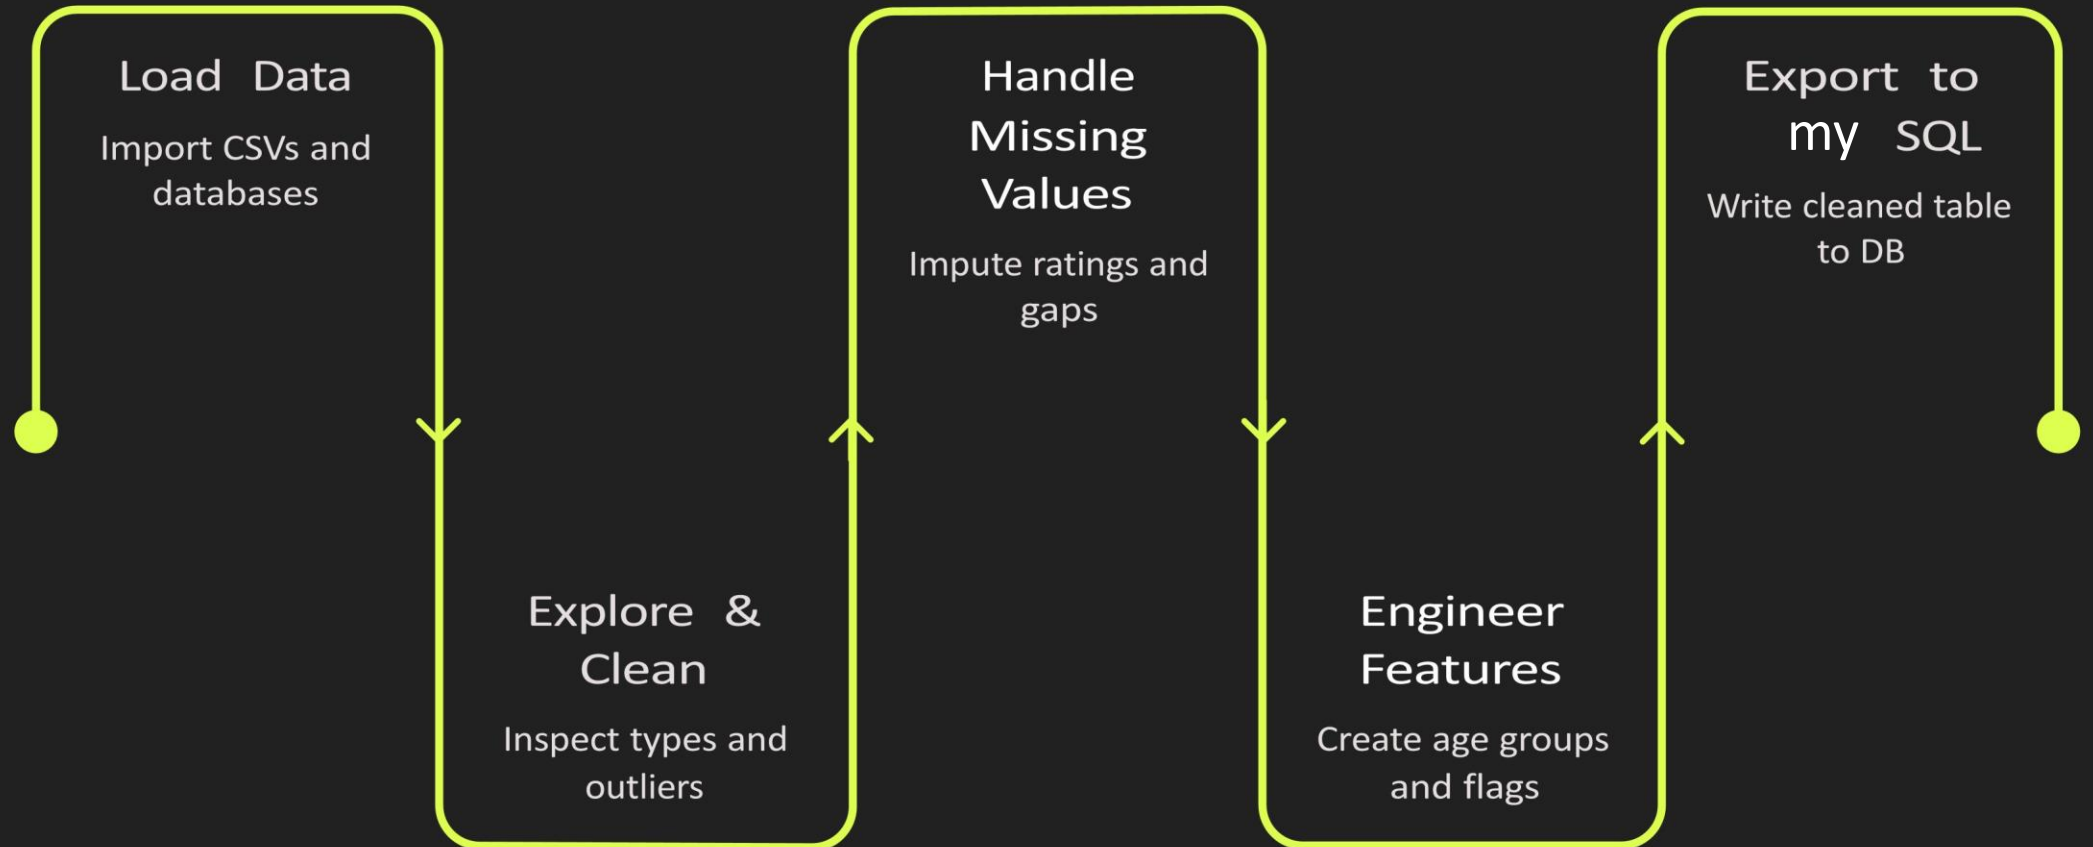 Load Data
Import CSVs and
databases
Explore &
Clean
Inspect types and
outliers
Handle
Missing
Values
Impute ratings and
gaps
Engineer
Features
Create age groups
and flags
Export to
my SQL
Write cleaned table
to DB